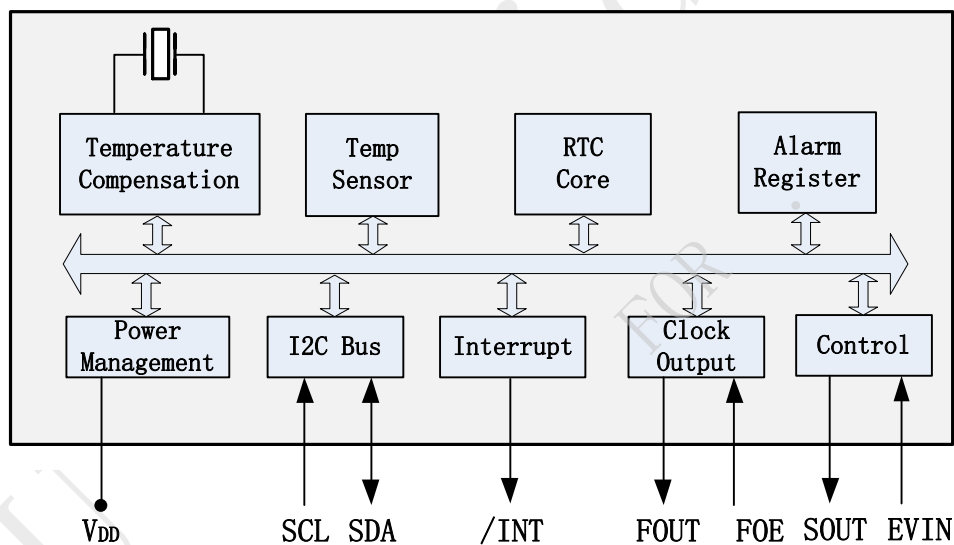 Temperature
Compensation
Temp
Sensor
RTC
Core
Alarm
Register
Power
Management
I2C Bus
Interrupt
Clock
Output
Control
FOR
VDD
SCL
SDA
/INT
FOUT
FOE
SOUT
EVIN